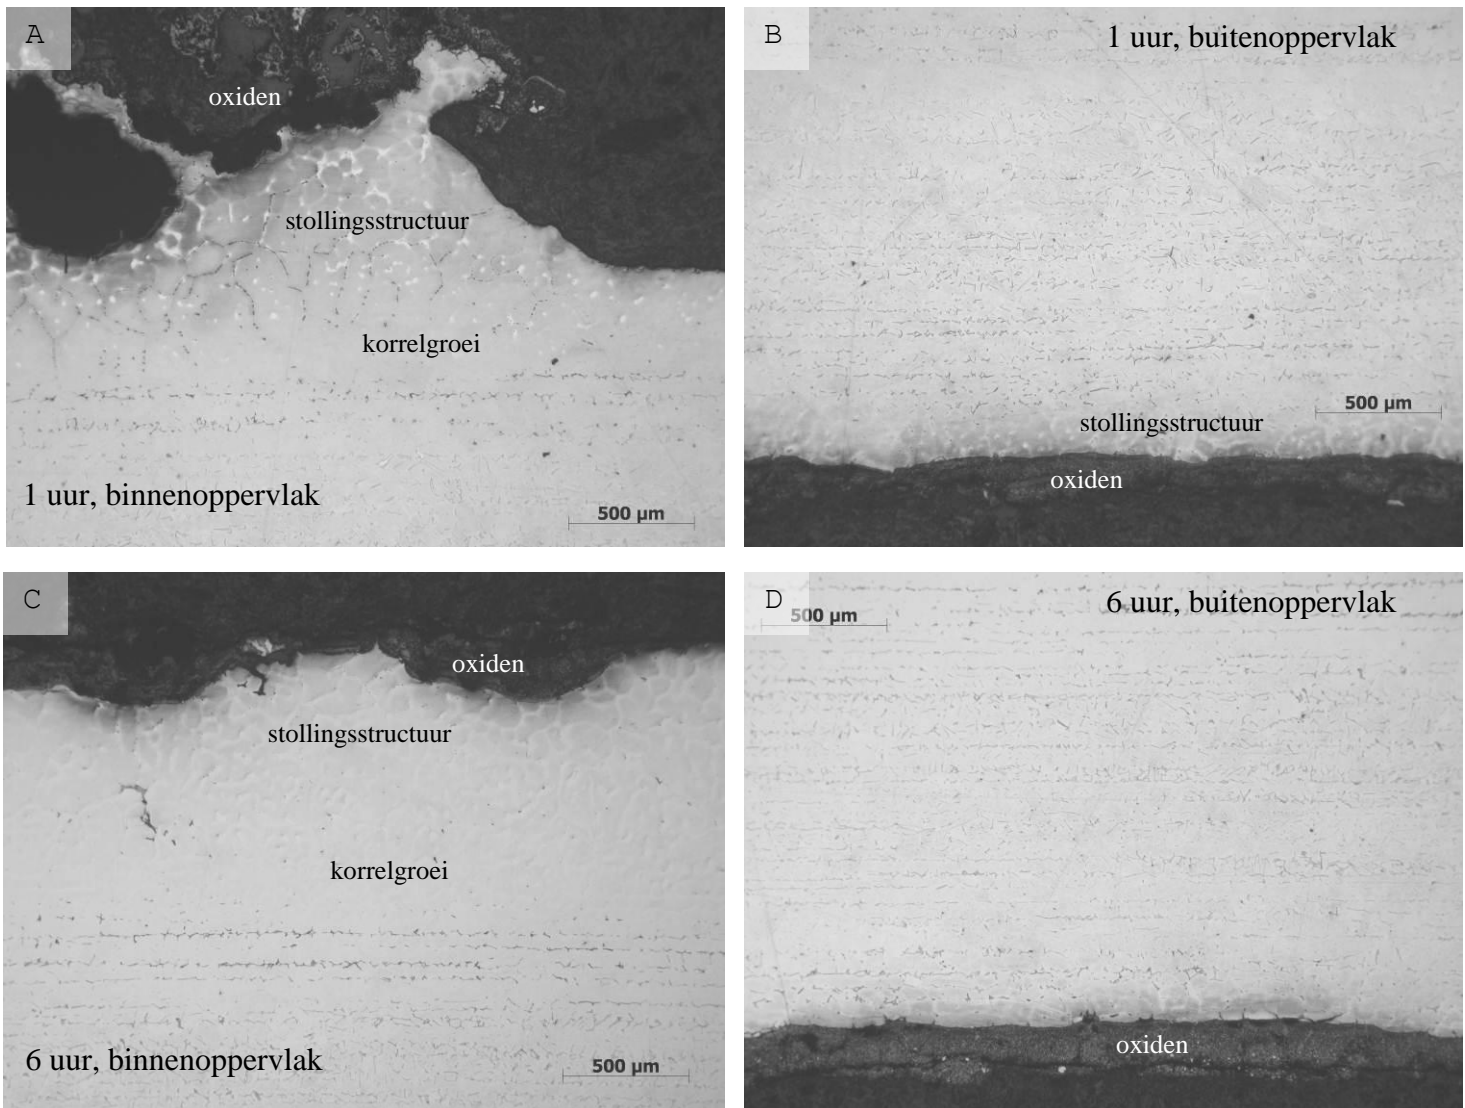 A
oxiden
stollingsstructuur
korrelgroei
1 uur, binnenoppervlak
500 µm
B
1 uur, buitenoppervlak
500 µm
stollingsstructuur
oxiden
C
oxiden
stollingsstructuur
korrelgroei
6 uur, binnenoppervlak
500 µm
D
500 µm
6 uur, buitenoppervlak
oxiden